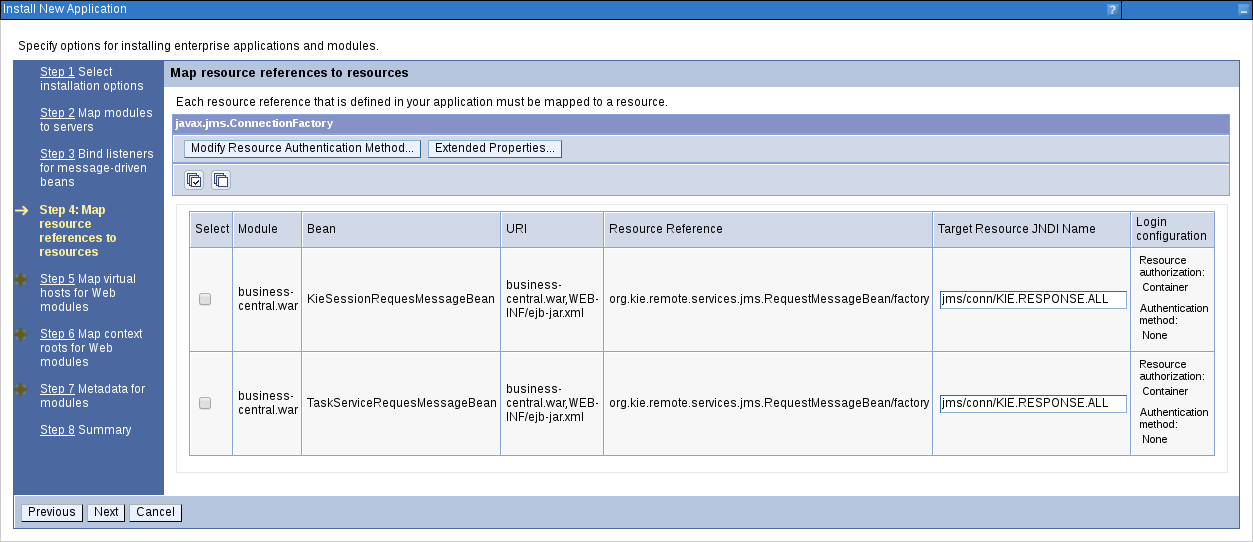 Install New Application
?
Specify options for installing enterprise applications and modules.
Step 1 Select
installation options
Step 2 Map modules
to servers
Step 3 Bind listeners
for message-driven
beans
Step 4: Map
resource
references to
resources
Step 5 Map virtual
hosts for Web
modules
Step 6 Map context
roots for Web
modules
Step 7 Metadata for
modules
Step 8 Summary
Map resource references to resources
Each resource reference that is defined in your application must be mapped to a resource.
javax.jms.ConnectionFactory
Modify Resource Authentication Method... Extended Properties...
Select Module Bean URI Resource Reference Target Resource JNDI Name Login
configuration
business-
central.war
KieSessionRequesMessageBean
business-
central.war,WEB-
INF/ejb-jar.xml
org.kie.remote.services.jms.RequestMessageBean/factory
jms/conn/KIE.RESPONSE.ALL
Resource
authorization:
Container
Authentication
method:
None
business-
central.war
TaskServiceRequesMessageBean
business-
central.war,WEB-
INF/ejb-jar.xml
org.kie.remote.services.jms.RequestMessageBean/factory
jms/conn/KIE.RESPONSE.ALL
Resource
authorization:
Container
Authentication
method:
None
Previous Next Cancel